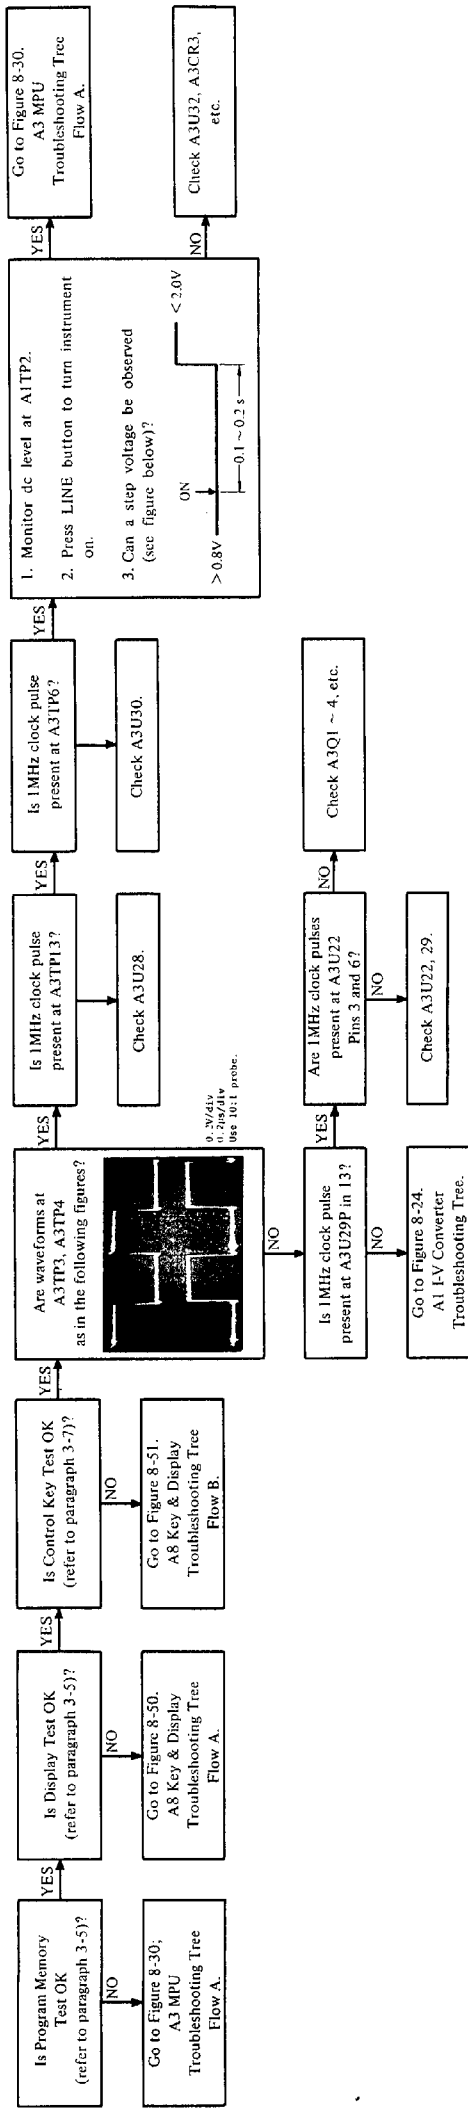 Is Program Memory
Test OK
(refer to paragraph 3-5)?
YES
NO
Go to Figure 8-30;
A3 MPU
Troubleshooting Tree
Flow A.
Is Display Test OK
(refer to paragraph 3-5)?
YES
NO
Go to Figure 8-50.
A8 Key & Display
Troubleshooting Tree
Flow A.
Is Control Key Test OK
(refer to paragraph 3-7)?
YES
NO
Go to Figure 8-51.
A8 Key & Display
Troubleshooting Tree
Flow B.
Are waveforms at
A3TP3, A3TP4
as in the following figures?
0.2V/div
0.2µs/div
Use 10:1 probe.
YES
NO
Is 1MHz clock pulse
present at A3U29P in 13?
YES
NO
Go to Figure 8-24.
A1 I-V Converter
Troubleshooting Tree.
Are 1MHz clock pulses
present at A3U22
Pins 3 and 6?
NO
Check A3Q1 ~ 4, etc.
NO
Check A3U22, 29.
Is 1MHz clock pulse
present at A3TP13?
YES
Check A3U28.
Is 1MHz clock pulse
present at A3TP6?
YES
Check A3U30.
1. Monitor dc level at A1TP2.
2. Press LINE button to turn instrument
on.
3. Can a step voltage be observed
(see figure below)?
ON
< 2.0V
> 0.8V
0.1 ~ 0.2 s
YES
Go to Figure 8-30.
A3 MPU
Troubleshooting Tree
Flow A.
NO
Check A3U32, A3CR3,
etc.